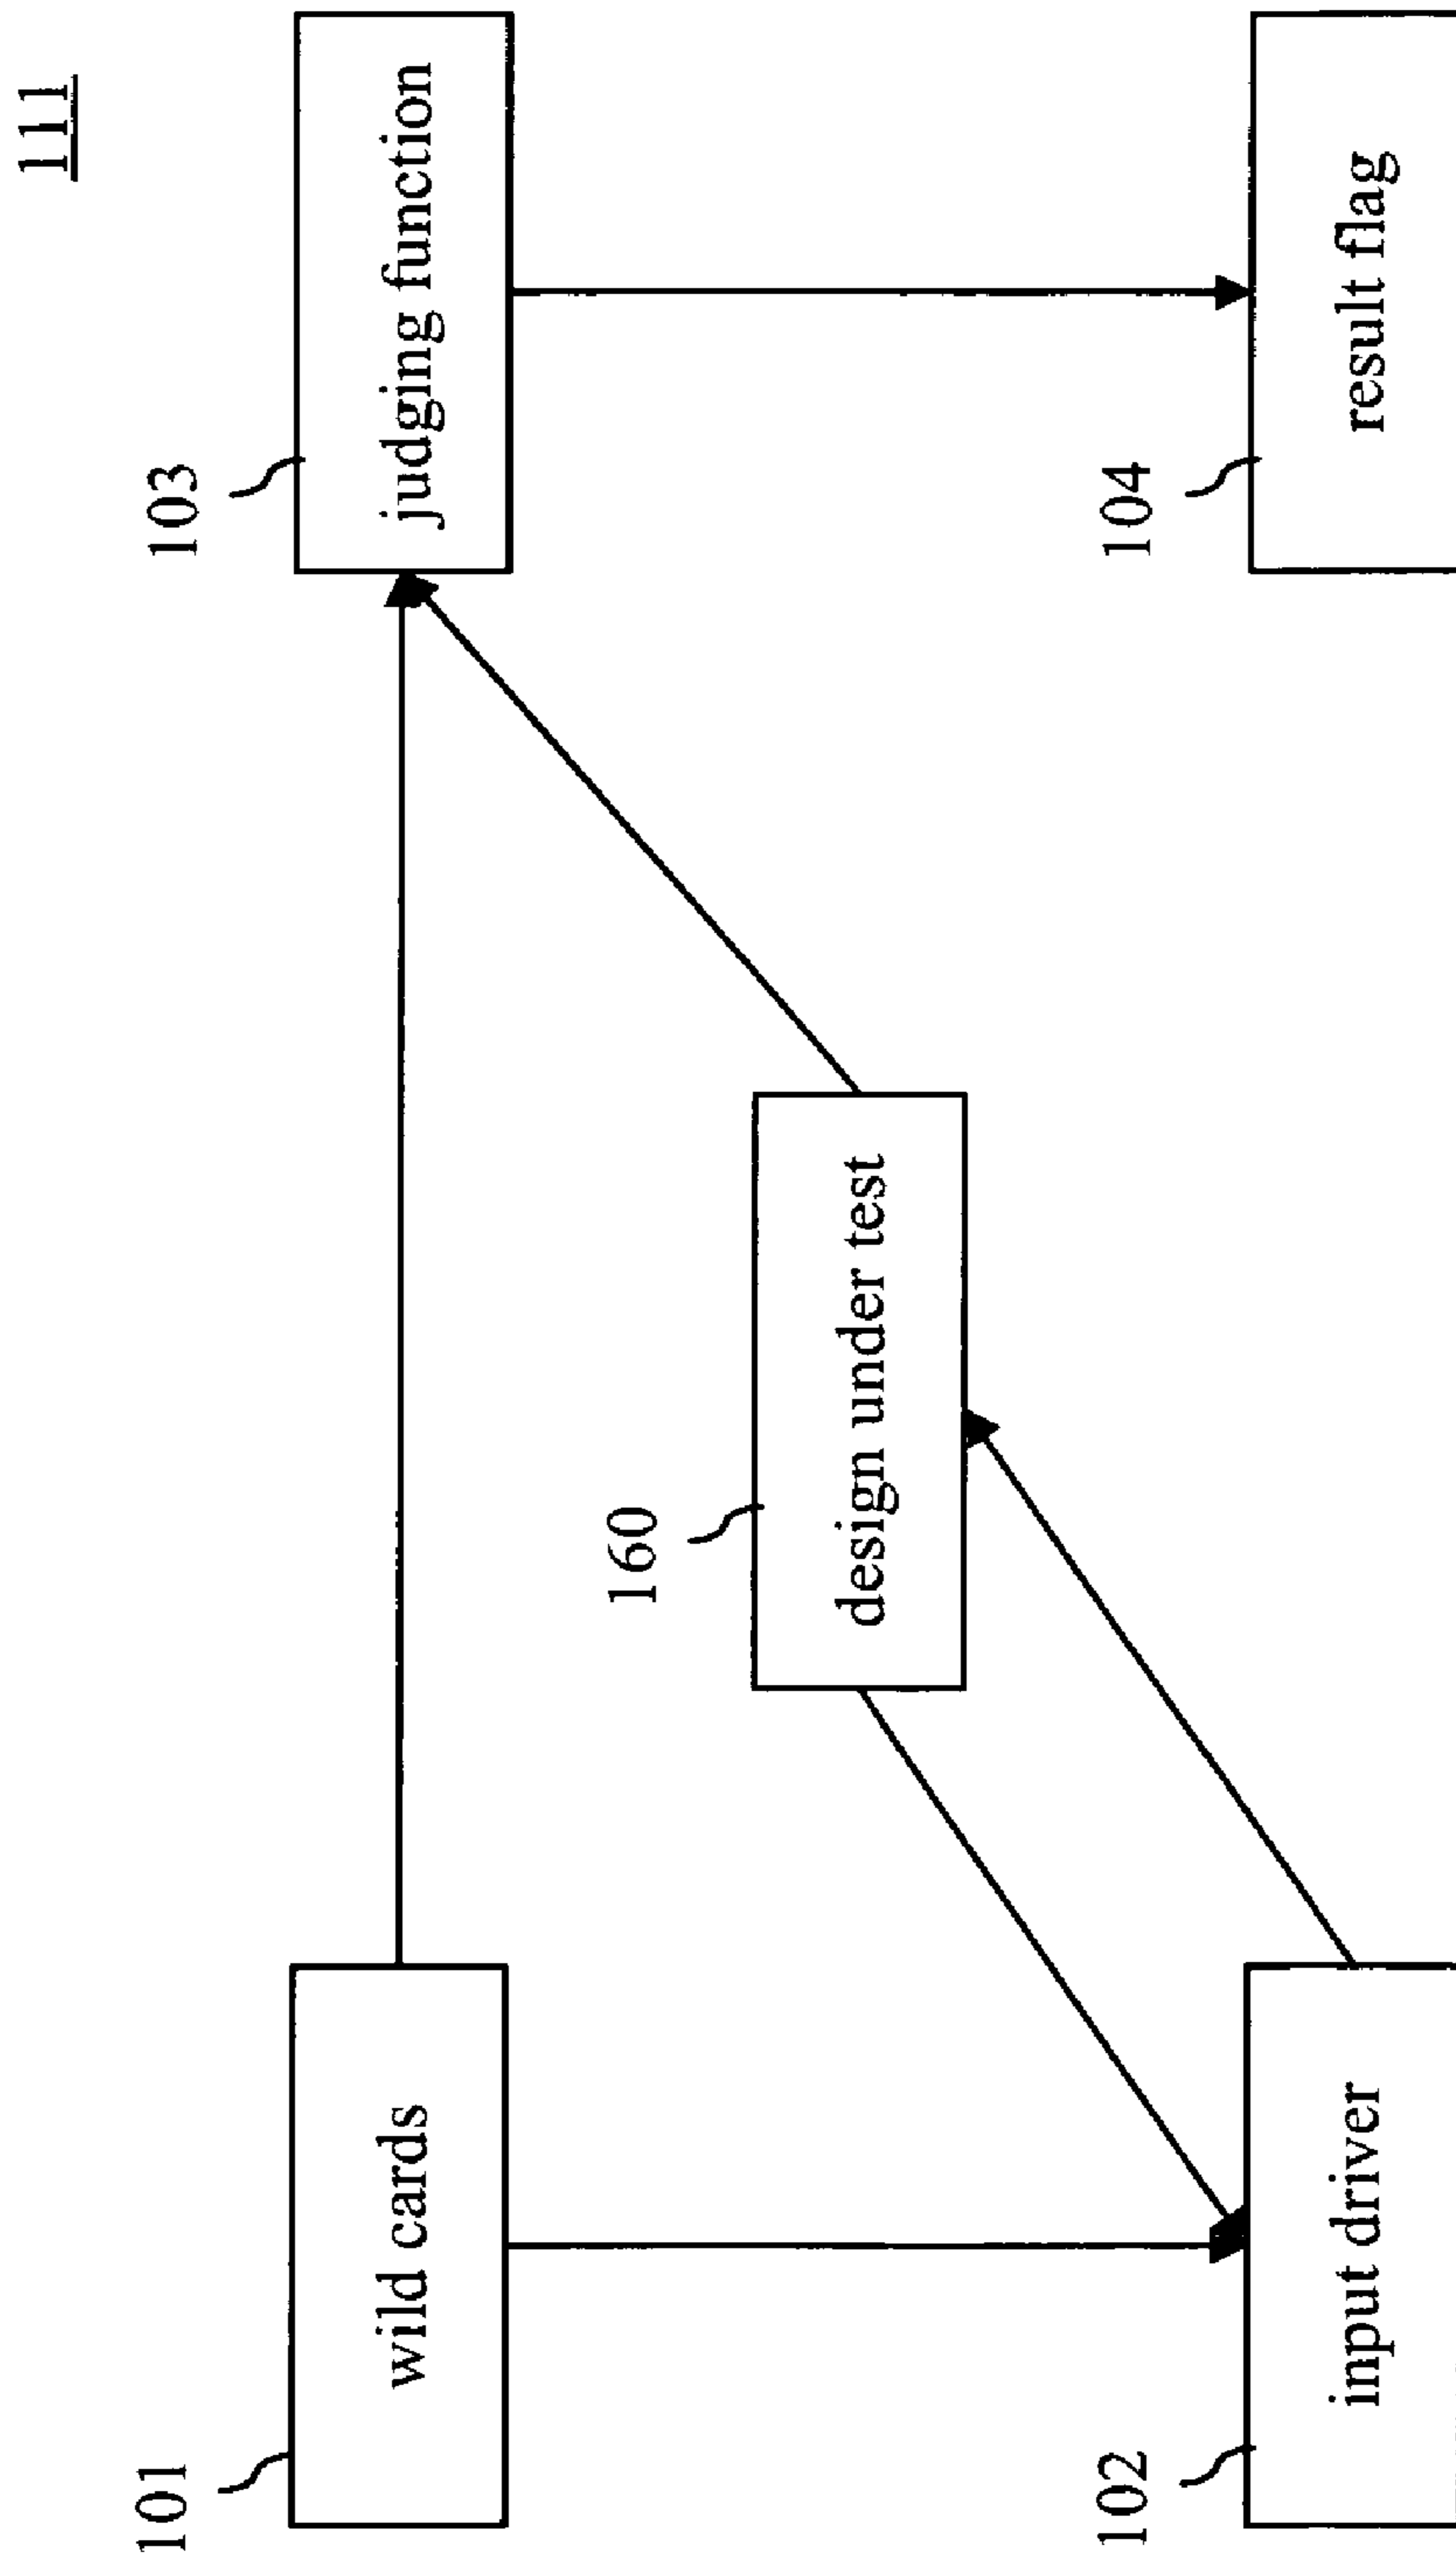 111
101
wild cards
103
judging function
160
design under test
102
input driver
104
result flag